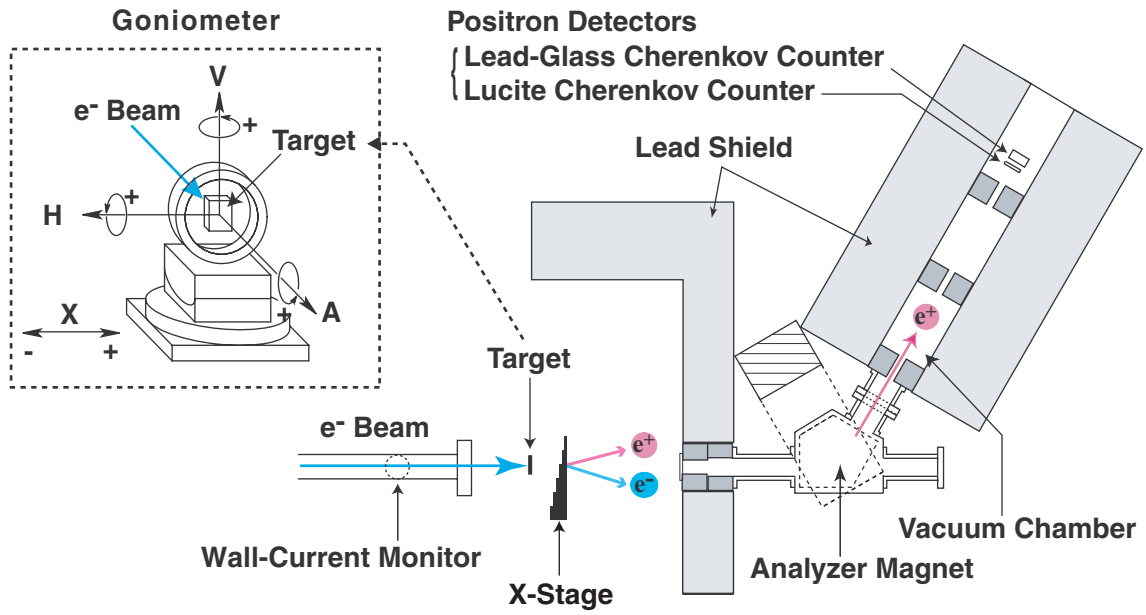 Goniometer
V
+
e- Beam
Target
H
+
A
+
X
- +
Positron Detectors
Lead-Glass Cherenkov Counter
Lucite Cherenkov Counter
Lead Shield
e+
Target
e- Beam
e+
e-
Wall-Current Monitor
X-Stage
Vacuum Chamber
Analyzer Magnet